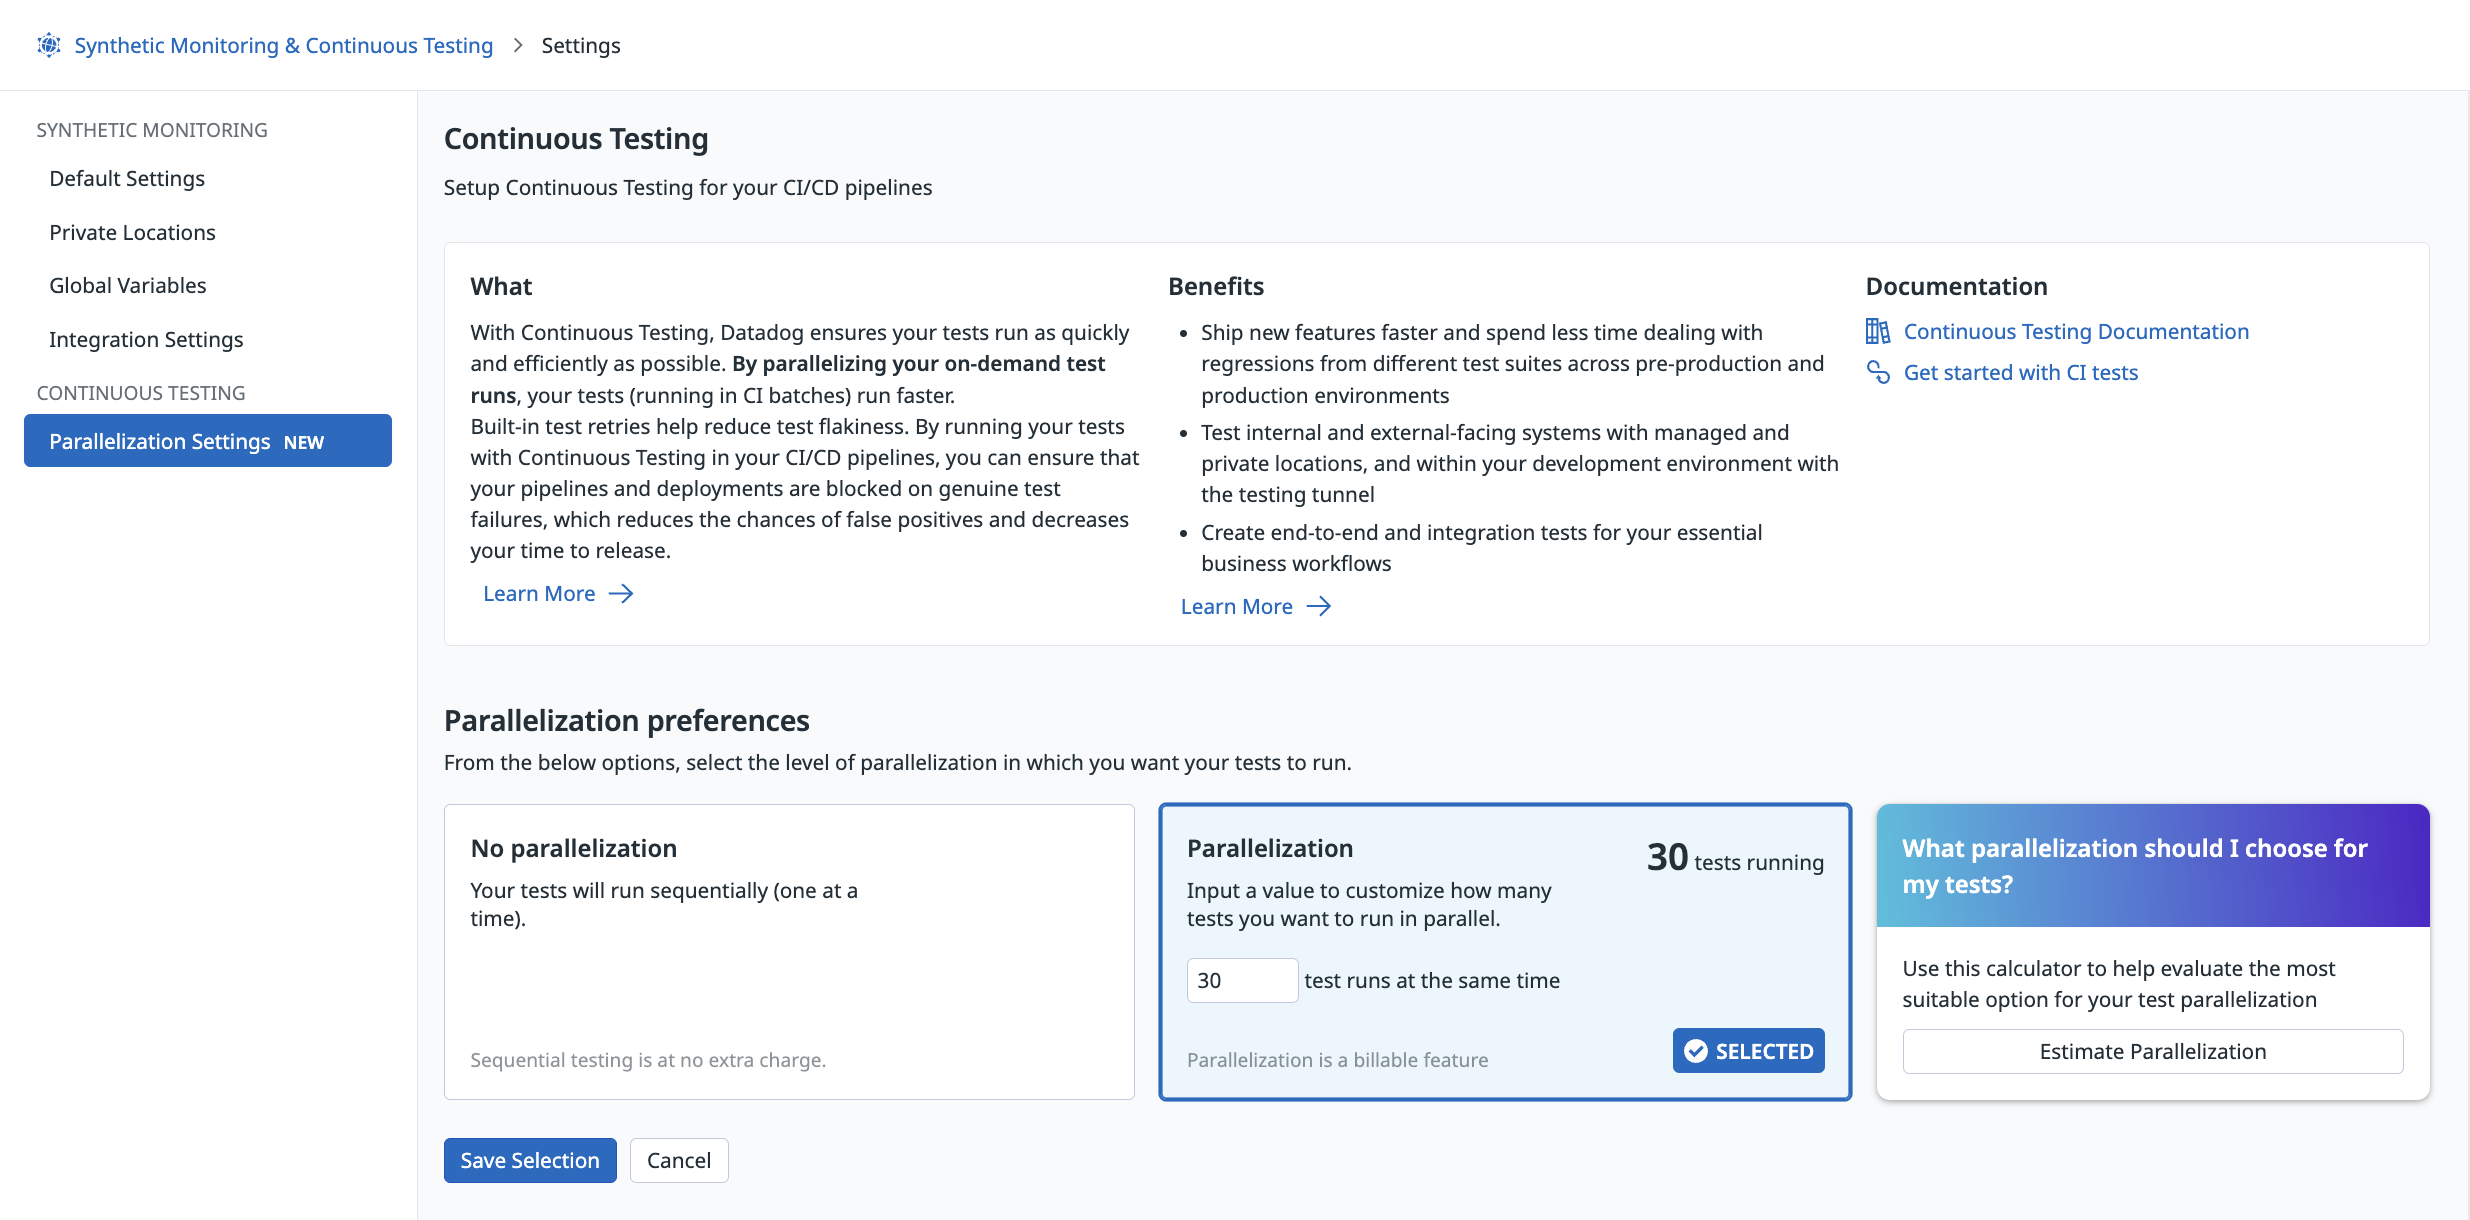 Synthetic Monitoring & Continuous Testing > Settings
SYNTHETIC MONITORING
Default Settings
Private Locations
Global Variables
Integration Settings
CONTINUOUS TESTING
Parallelization Settings NEW
Continuous Testing
Setup Continuous Testing for your CI/CD pipelines
What
With Continuous Testing, Datadog ensures your tests run as quickly
and efficiently as possible. By parallelizing your on-demand test
runs, your tests (running in CI batches) run faster.
Built-in test retries help reduce test flakiness. By running your tests
with Continuous Testing in your CI/CD pipelines, you can ensure that
your pipelines and deployments are blocked on genuine test
failures, which reduces the chances of false positives and decreases
your time to release.
Learn More
Benefits
• Ship new features faster and spend less time dealing with
regressions from different test suites across pre-production and
production environments
• Test internal and external-facing systems with managed and
private locations, and within your development environment with
the testing tunnel
• Create end-to-end and integration tests for your essential
business workflows
Learn More
Documentation
Continuous Testing Documentation
Get started with CI tests
Parallelization preferences
From the below options, select the level of parallelization in which you want your tests to run.
No parallelization
Your tests will run sequentially (one at a
time).
Sequential testing is at no extra charge.
Parallelization
30 tests running
Input a value to customize how many
tests you want to run in parallel.
30 test runs at the same time
Parallelization is a billable feature
SELECTED
What parallelization should I choose for
my tests?
Use this calculator to help evaluate the most
suitable option for your test parallelization
Estimate Parallelization
Save Selection
Cancel